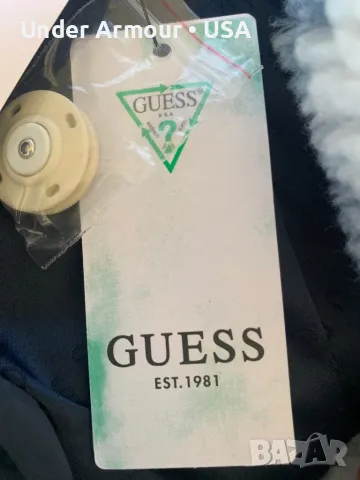 Under Armour • USA
GUESS
U.S.A.
?
GUESS
EST.1981
BAZAR